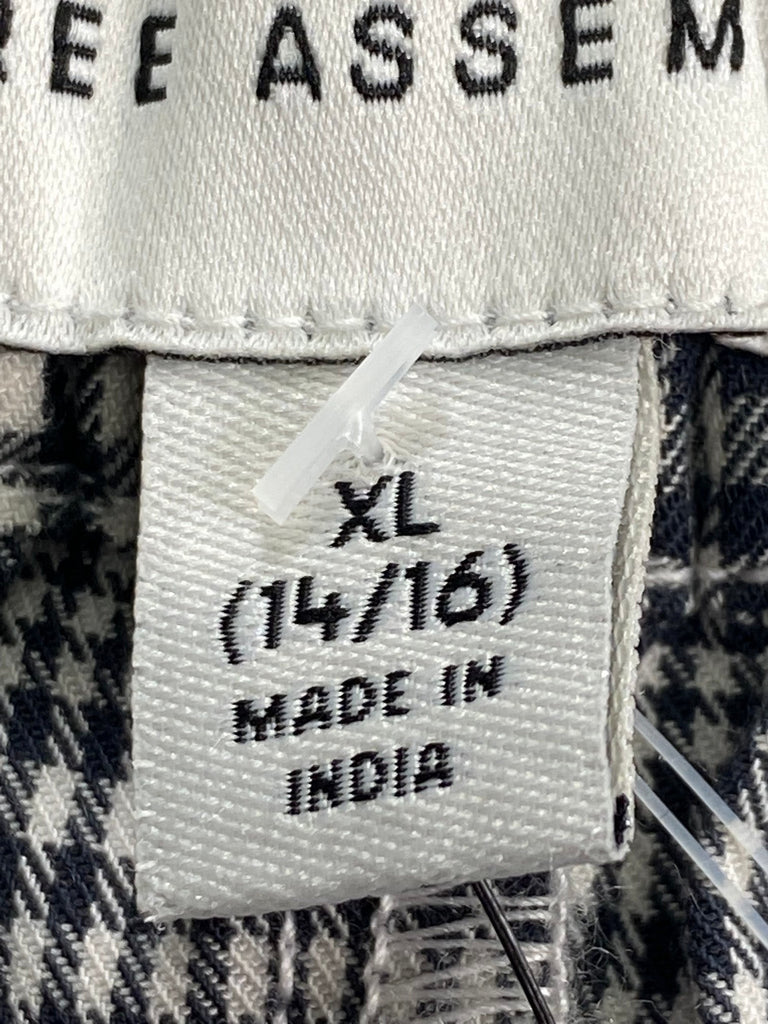 REE ASSEM
XL
(14/16)
MADE IN
INDIA